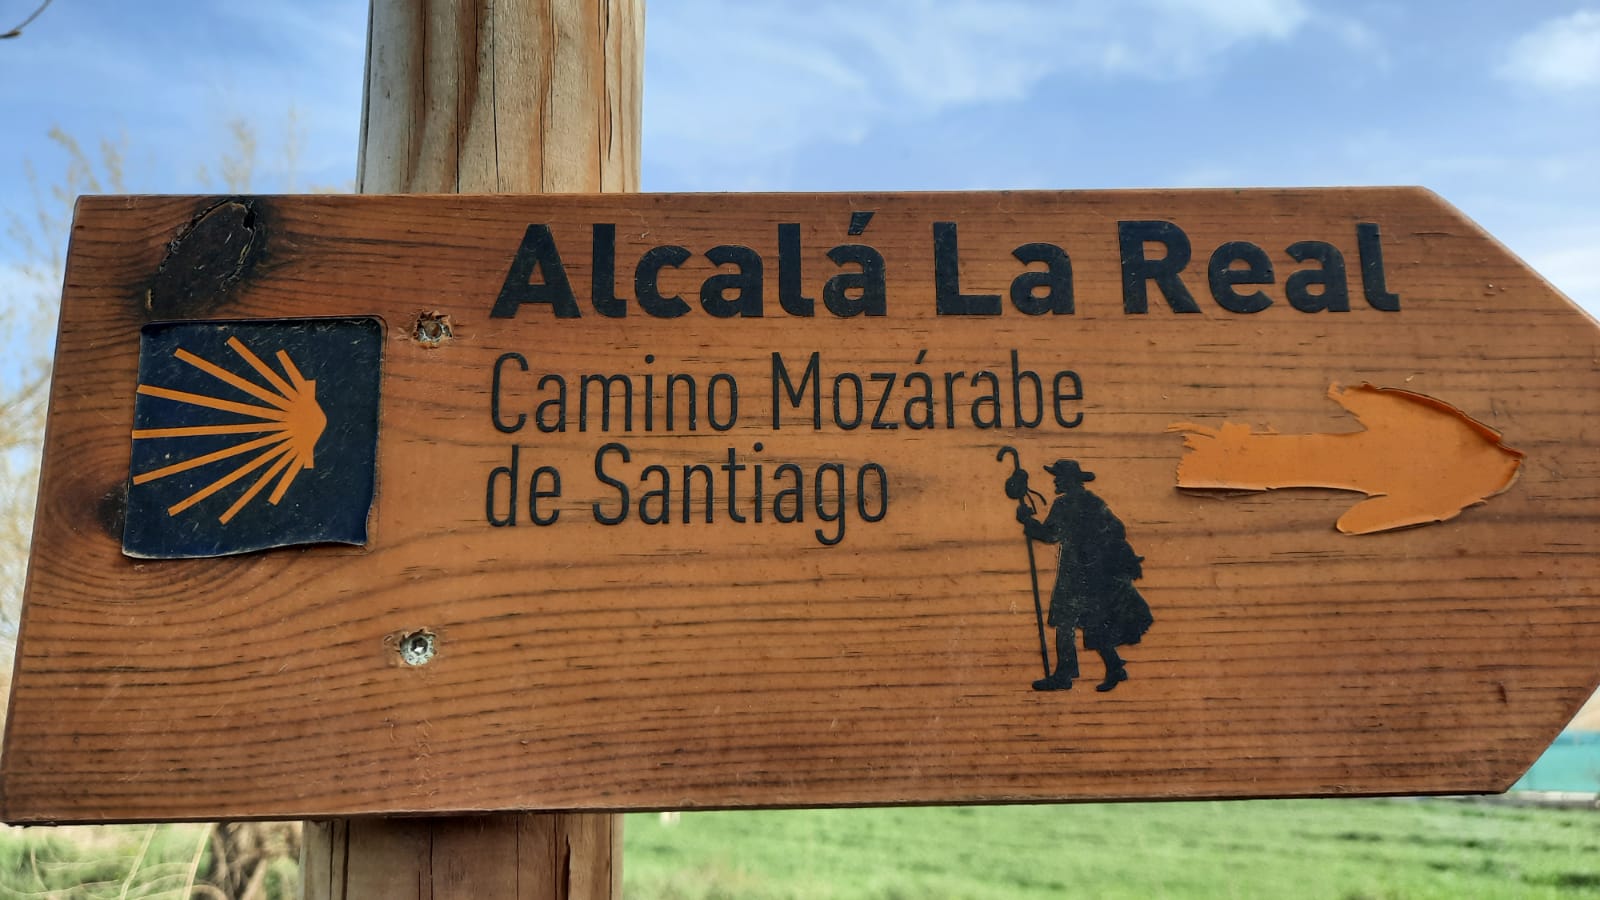 Alcalá La Real
Camino Mozárabe
de Santiago